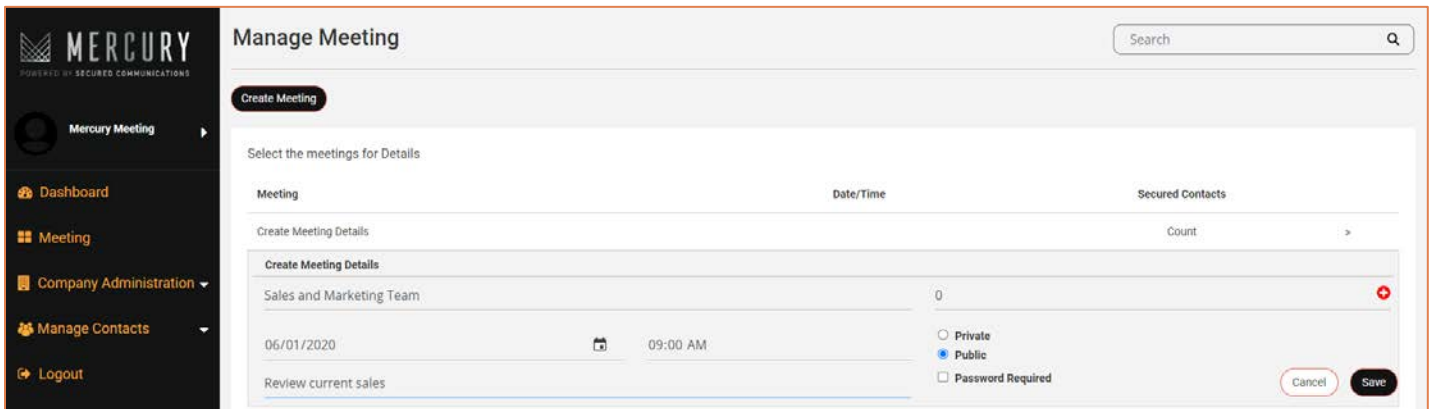 MERCURY
POWERED BY SECURED COMMUNICATIONS
Mercury Meeting
Dashboard
Meeting
Company Administration
Manage Contacts
Logout
Manage Meeting
Search
Create Meeting
Select the meetings for Details
Meeting Date/Time Secured Contacts
Create Meeting Details Count >
Create Meeting Details
Sales and Marketing Team 0
06/01/2020 09:00 AM
Private
Public
Review current sales
Password Required
Cancel Save